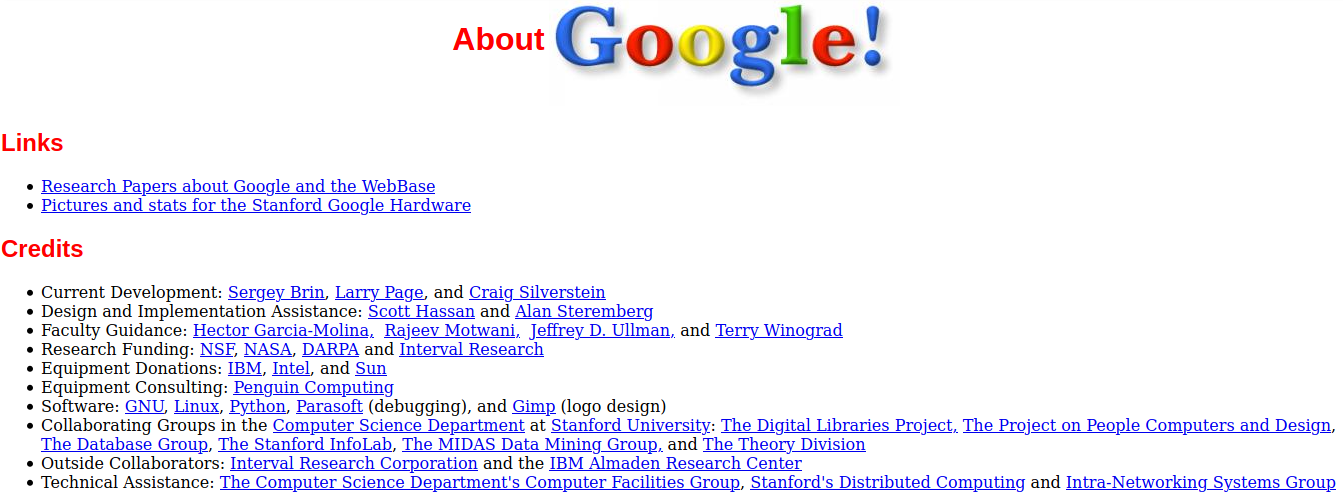 About Google!
Links
Research Papers about Google and the WebBase
Pictures and stats for the Stanford Google Hardware
Credits
Current Development: Sergey Brin, Larry Page, and Craig Silverstein
Design and Implementation Assistance: Scott Hassan and Alan Steremberg
Faculty Guidance: Hector Garcia-Molina, Rajeev Motwani, Jeffrey D. Ullman, and Terry Winograd
Research Funding: NSF, NASA, DARPA and Interval Research
Equipment Donations: IBM, Intel, and Sun
Equipment Consulting: Penguin Computing
Software: GNU, Linux, Python, Parasoft (debugging), and Gimp (logo design)
Collaborating Groups in the Computer Science Department at Stanford University: The Digital Libraries Project, The Project on People Computers and Design,
The Database Group, The Stanford InfoLab, The MIDAS Data Mining Group, and The Theory Division
Outside Collaborators: Interval Research Corporation and the IBM Almaden Research Center
Technical Assistance: The Computer Science Department's Computer Facilities Group, Stanford's Distributed Computing and Intra-Networking Systems Group